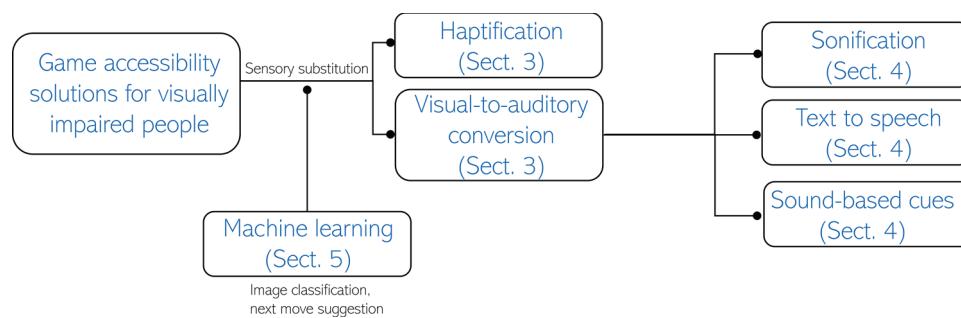 Game accessibility
solutions for visually
impaired people
Sensory substitution
Haptification
(Sect. 3)
Visual-to-auditory
conversion
(Sect. 3)
Sonification
(Sect. 4)
Text to speech
(Sect. 4)
Sound-based cues
(Sect. 4)
Machine learning
(Sect. 5)
Image classification,
next move suggestion